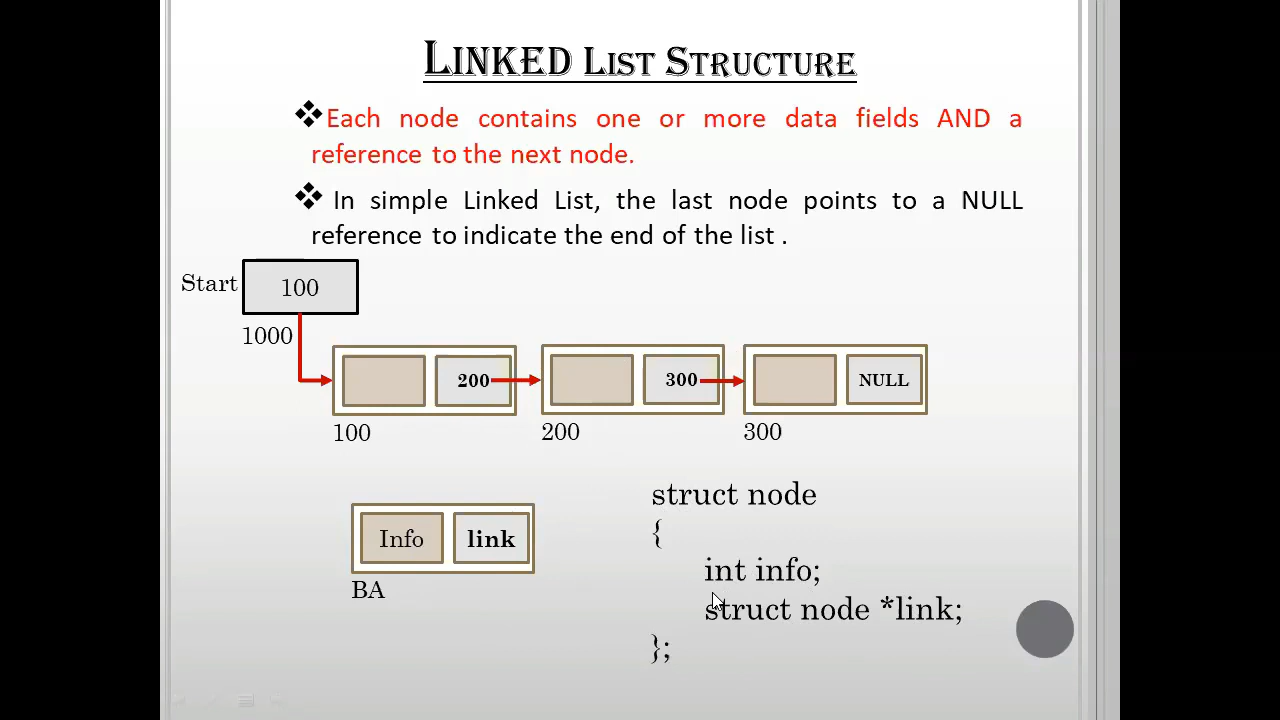 LINKED LIST STRUCTURE
❖Each node contains one or more data fields AND a
reference to the next node.
❖ In simple Linked List, the last node points to a NULL
reference to indicate the end of the list .
Start 100
1000
200 300 NULL
100 200 300
struct node
{
Info link
int info;
BA
struct node *link;
};